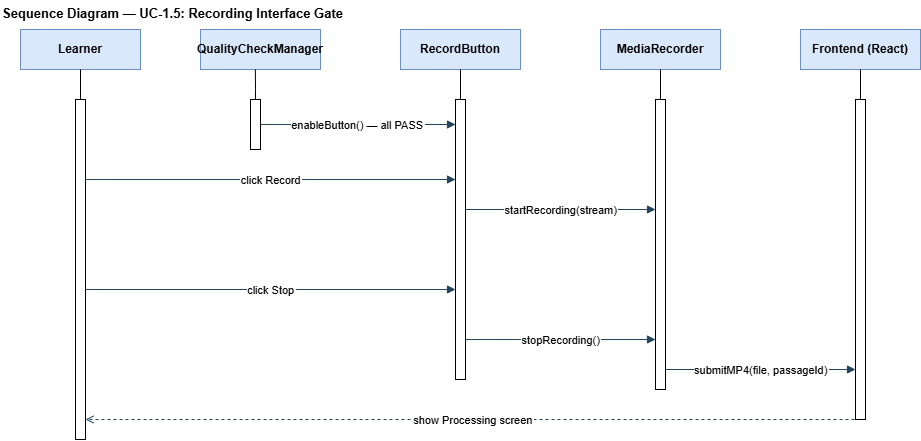 Sequence Diagram — UC-1.5: Recording Interface Gate
Learner
QualityCheckManager
RecordButton
MediaRecorder
Frontend (React)
enableButton() — all PASS
click Record
startRecording(stream)
click Stop
stopRecording()
submitMP4(file, passageId)
show Processing screen